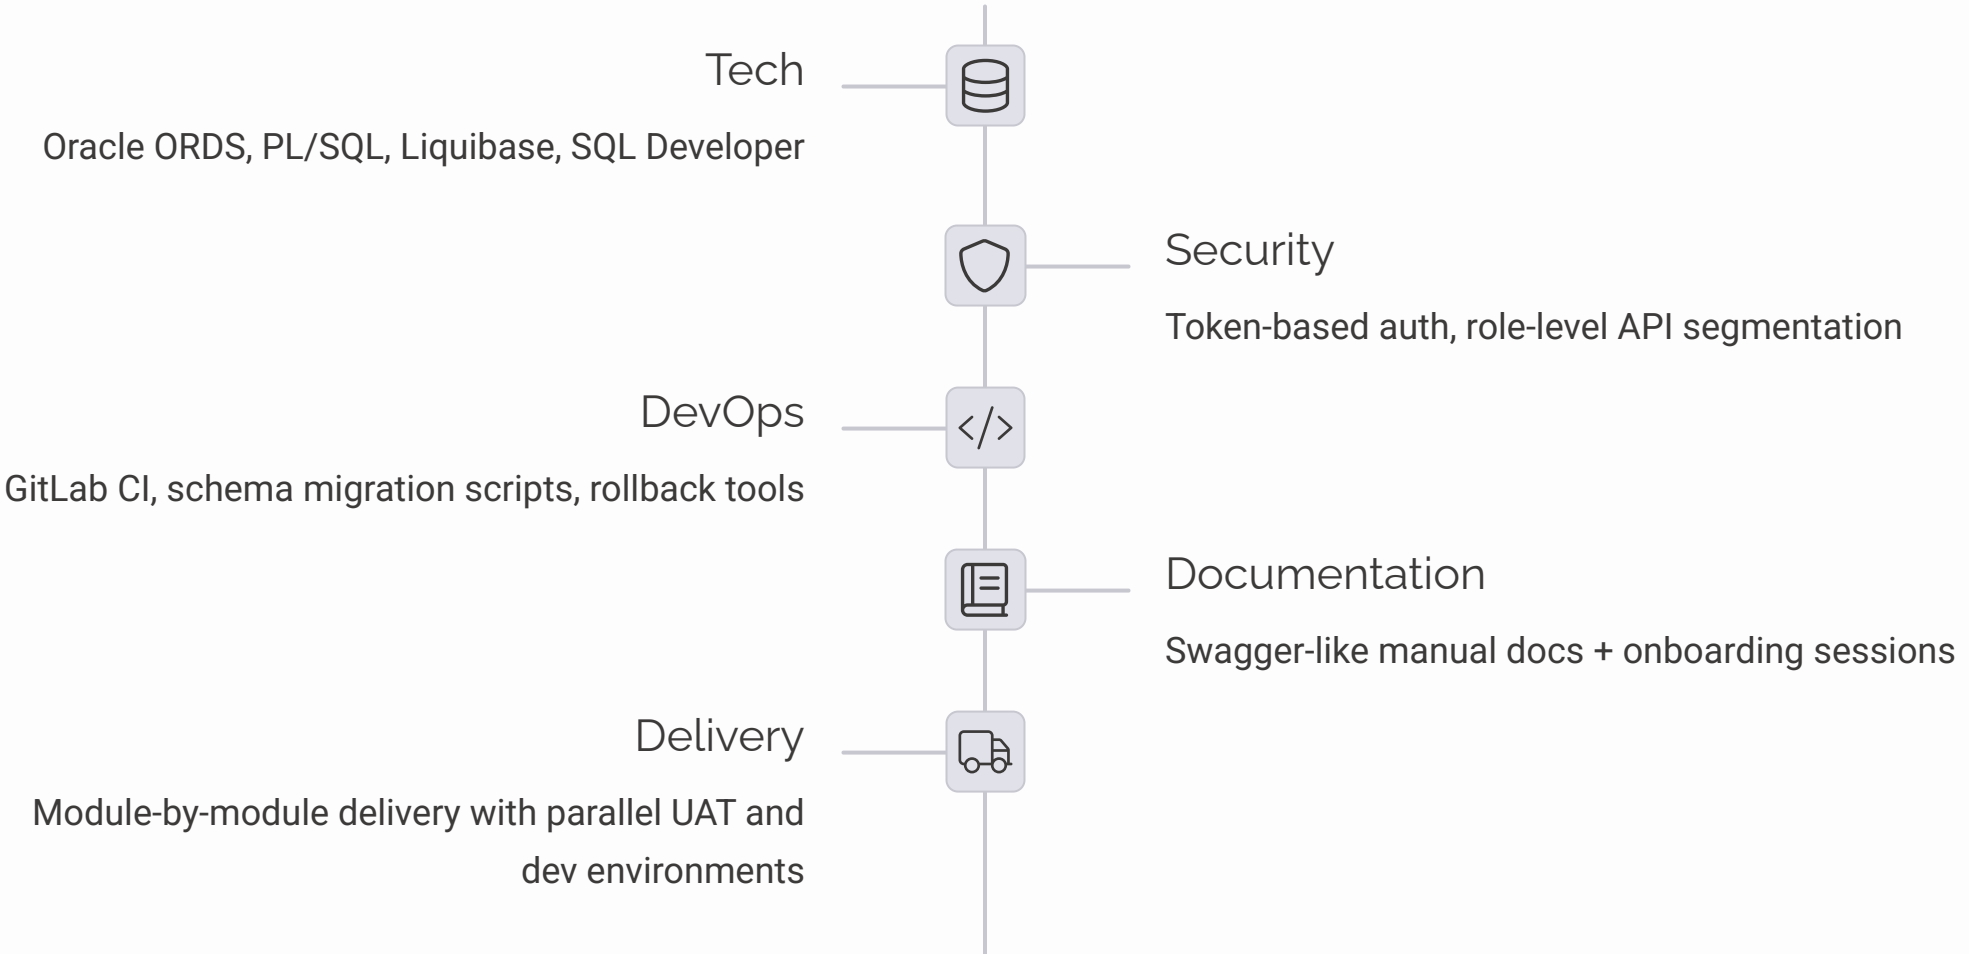 Tech
Oracle ORDS, PL/SQL, Liquibase, SQL Developer
Security
Token-based auth, role-level API segmentation
DevOps
GitLab CI, schema migration scripts, rollback tools
Documentation
Swagger-like manual docs + onboarding sessions
Delivery
Module-by-module delivery with parallel UAT and
dev environments